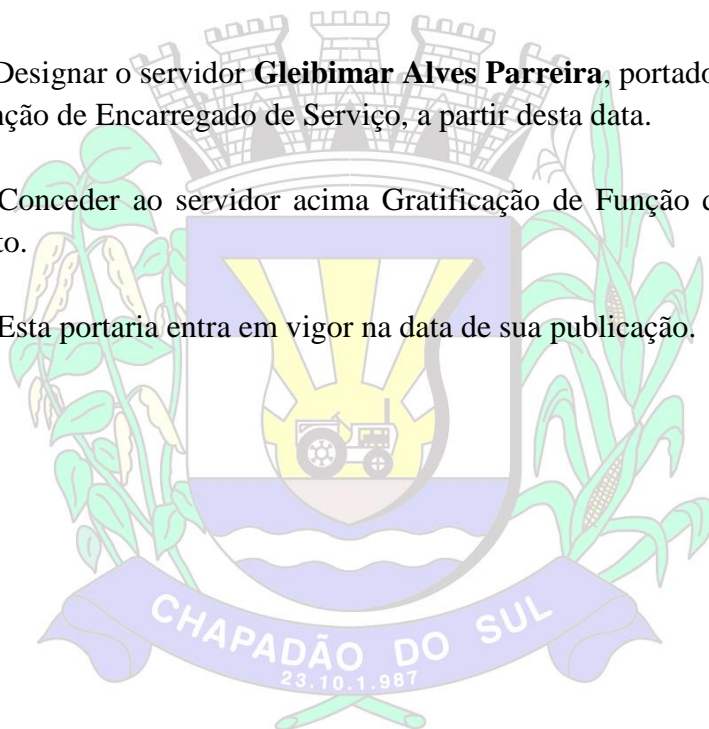 Designar o servidor Gleibimar Alves Parreira, portado
nção de Encarregado de Serviço, a partir desta data.
Conceder ao servidor acima Gratificação de Função d
to.
Esta portaria entra em vigor na data de sua publicação.
CHAPADÃO DO SUL
23.10.1.987